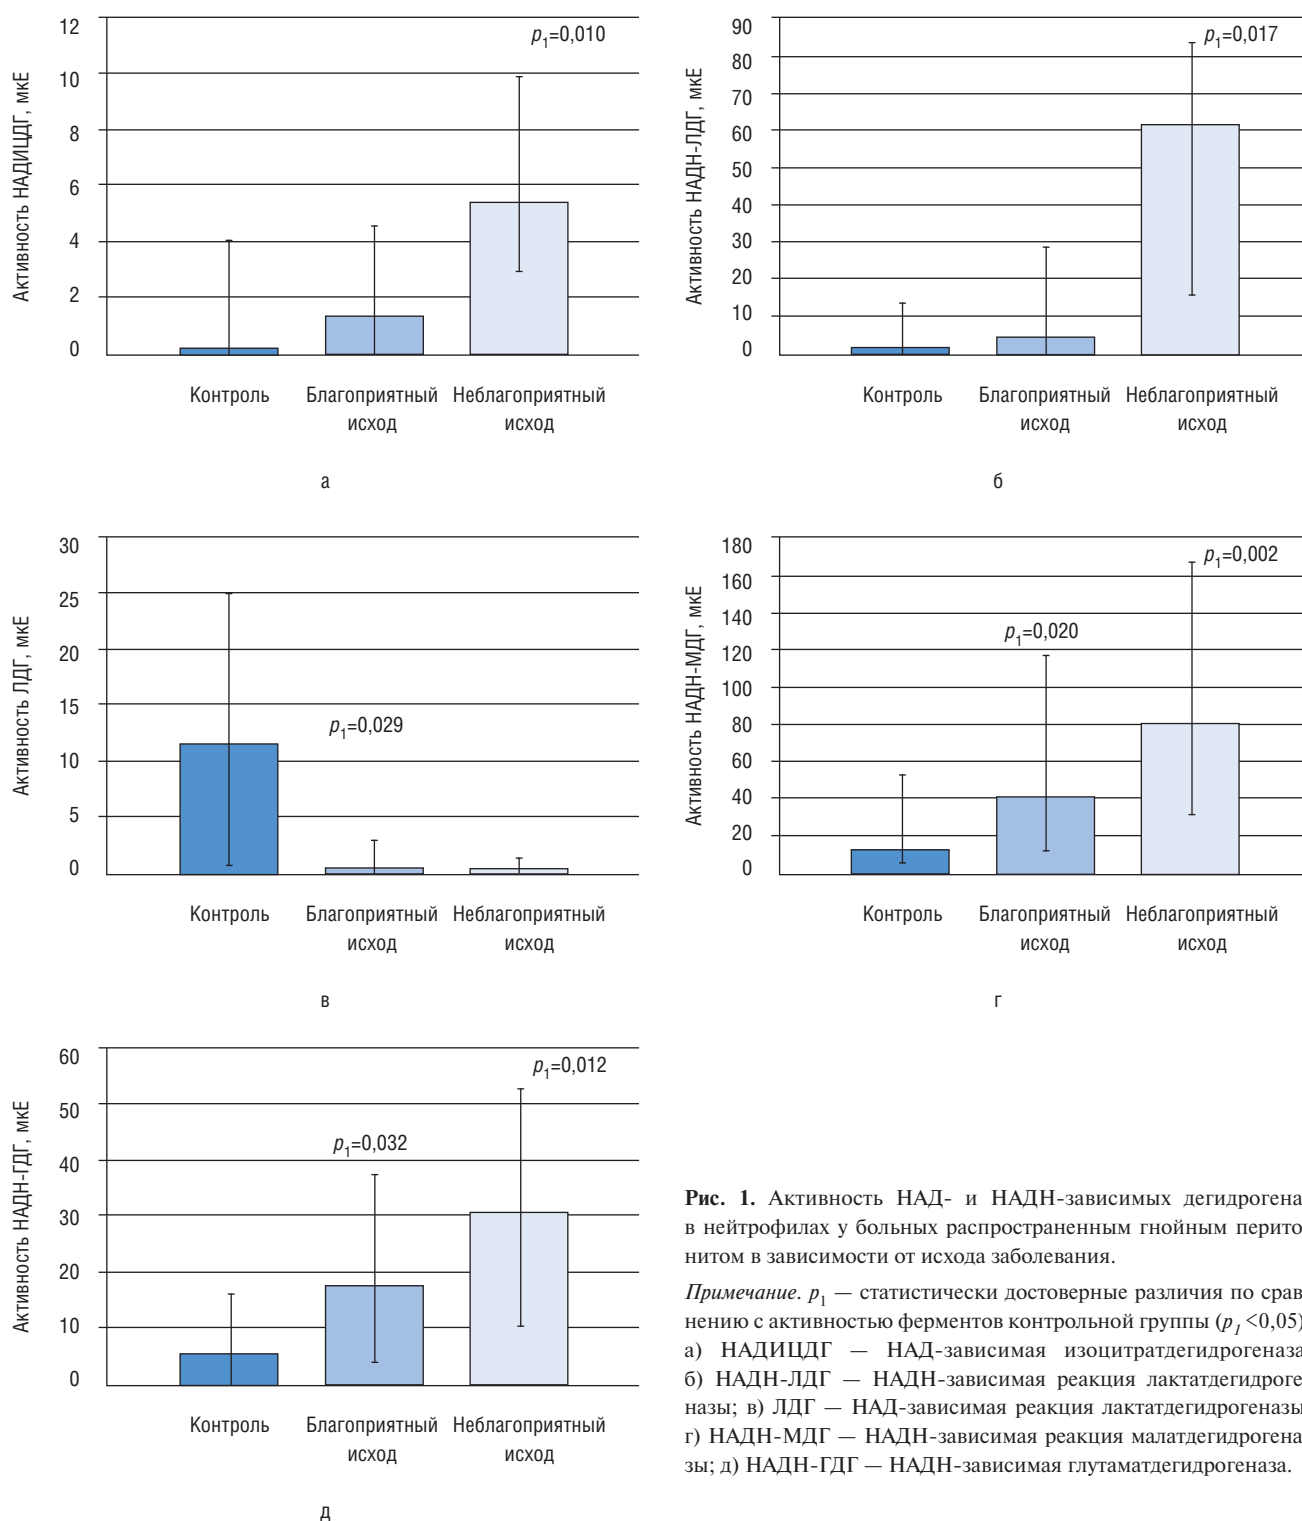 12
10
8
6
4
2
0
Активность НАДИЦДГ, мкЕ
p₁=0,010
Контроль
Благоприятный исход
Неблагоприятный исход
а
90
80
70
60
50
40
30
20
10
0
Активность НАДН-ЛДГ, мкЕ
p₁=0,017
Контроль
Благоприятный исход
Неблагоприятный исход
б
30
25
20
15
10
5
0
Активность ЛДГ, мкЕ
p₁=0,029
Контроль
Благоприятный исход
Неблагоприятный исход
в
180
160
140
120
100
80
60
40
20
0
Активность НАДН-МДГ, мкЕ
p₁=0,020
p₁=0,002
Контроль
Благоприятный исход
Неблагоприятный исход
г
60
50
40
30
20
10
0
Активность НАДН-ГДГ, мкЕ
p₁=0,032
p₁=0,012
Контроль
Благоприятный исход
Неблагоприятный исход
д
Рис. 1. Активность НАД- и НАДН-зависимых дегидрогена
в нейтрофилах у больных распространенным гнойным перито
нитом в зависимости от исхода заболевания.
Примечание. p₁ — статистически достоверные различия по срав
нению с активностью ферментов контрольной группы (p₁<0,05)
а) НАДИЦДГ — НАД-зависимая изоцитратдегидрогеназа
б) НАДН-ЛДГ — НАДН-зависимая реакция лактатдегидроге
назы; в) ЛДГ — НАД-зависимая реакция лактатдегидрогеназы
г) НАДН-МДГ — НАДН-зависимая реакция малатдегидрогена
зы; д) НАДН-ГДГ — НАДН-зависимая глутаматдегидрогеназа.